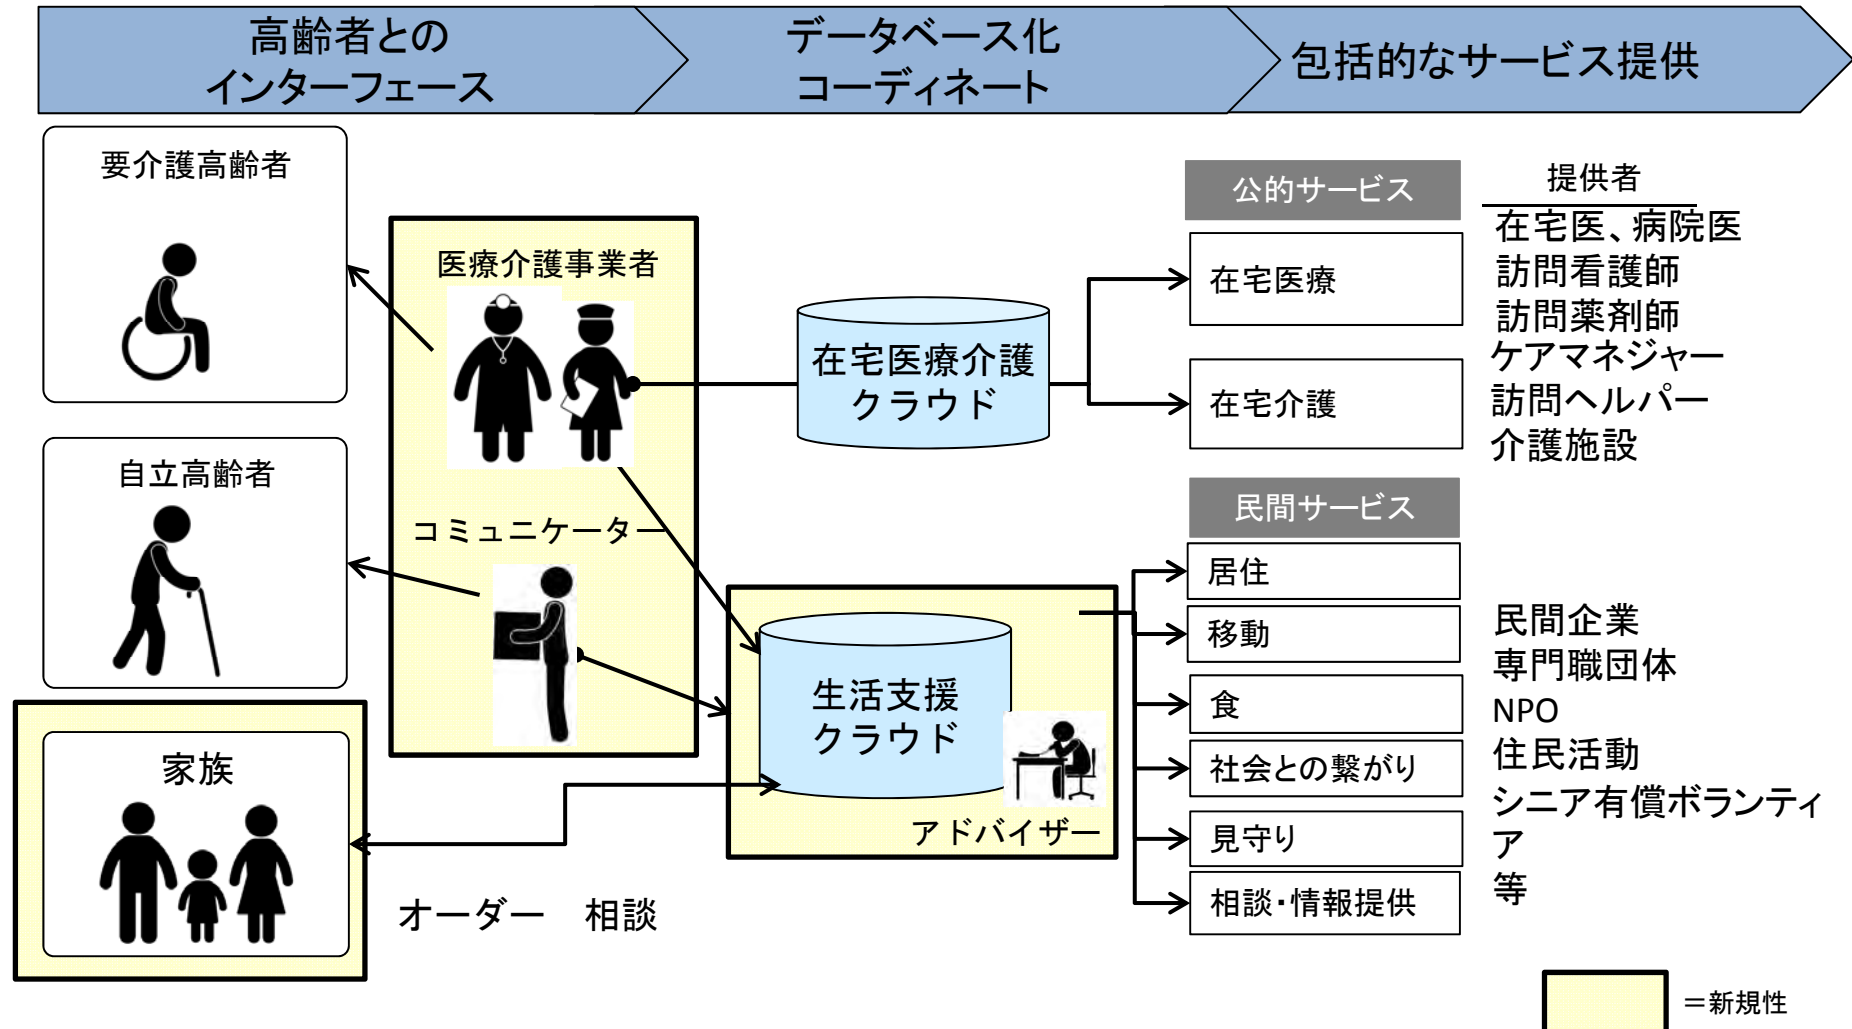 高齢者との
インターフェース
データベース化
コーディネート
包括的なサービス提供
要介護高齢者
自立高齢者
家族
医療介護事業者
コミュニケーター
オーダー　相談
在宅医療介護
クラウド
生活支援
クラウド
アドバイザー
公的サービス
在宅医療
在宅介護
民間サービス
居住
移動
食
社会との繋がり
見守り
相談・情報提供
提供者
在宅医、病院医
訪問看護師
訪問薬剤師
ケアマネジャー
訪問ヘルパー
介護施設
民間企業
専門職団体
NPO
住民活動
シニア有償ボランティ
ア
等
＝新規性